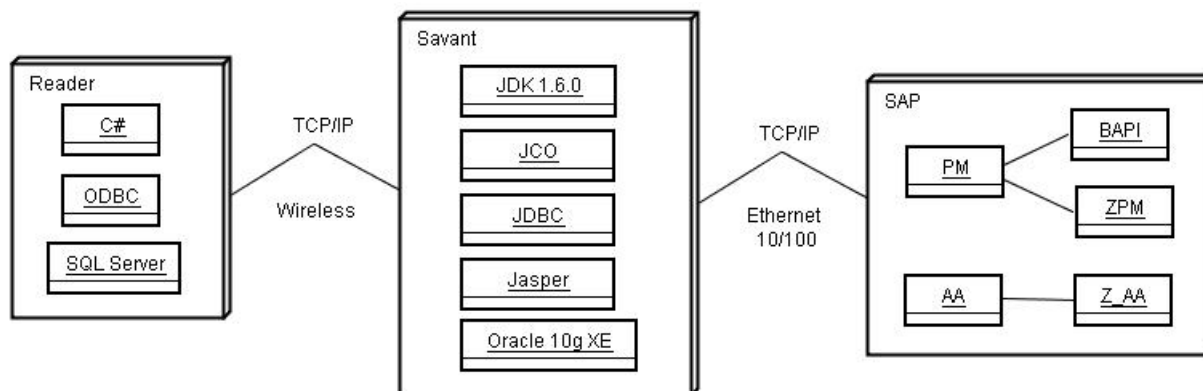 Reader
C#
ODBC
SQL Server
TCP/IP
Wireless
Savant
JDK 1.6.0
JCO
JDBC
Jasper
Oracle 10g XE
TCP/IP
Ethernet
10/100
SAP
PM
BAPI
ZPM
AA
Z_AA